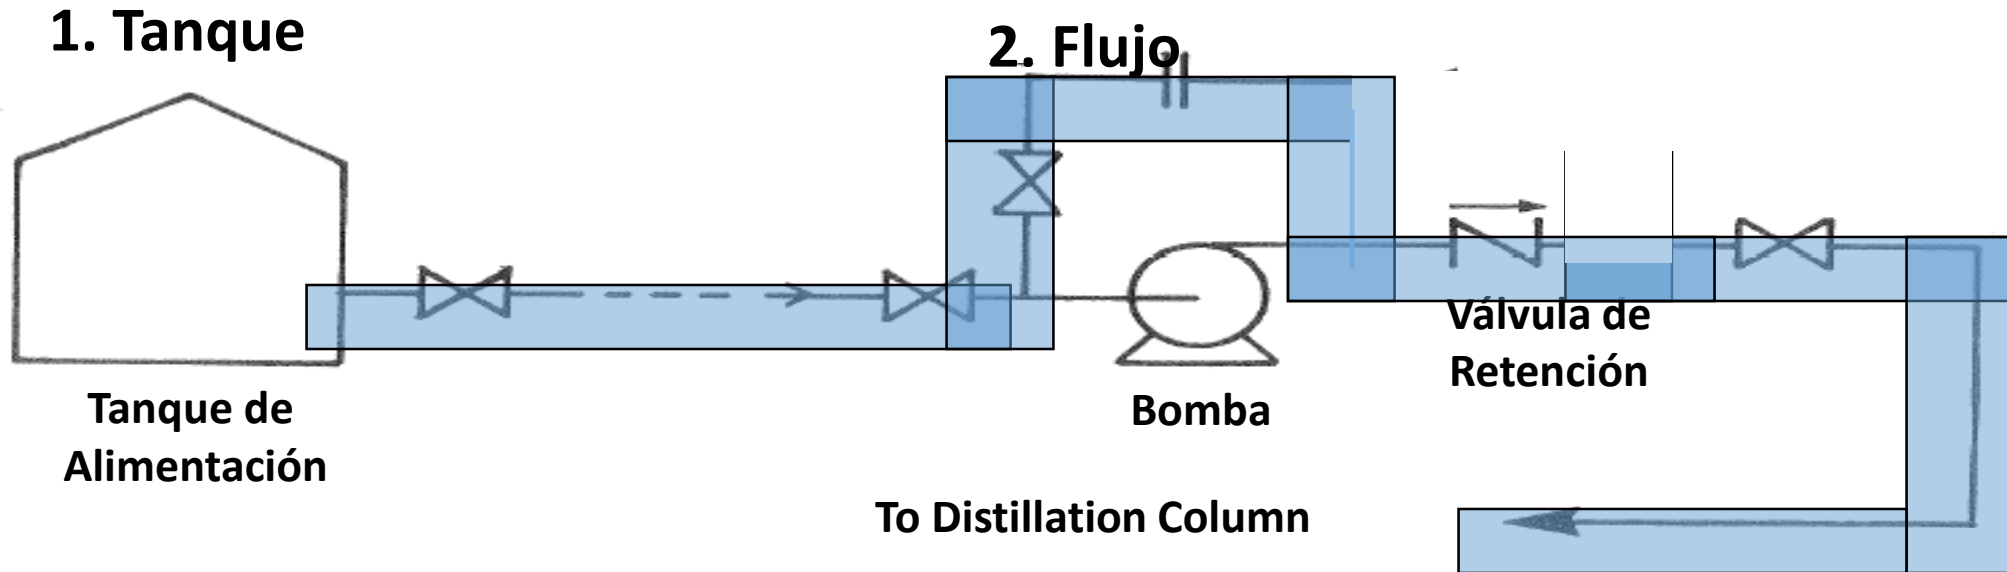 1. Tanque
2. Flujo
Válvula de
Retención
Tanque de
Alimentación
Bomba
To Distillation Column